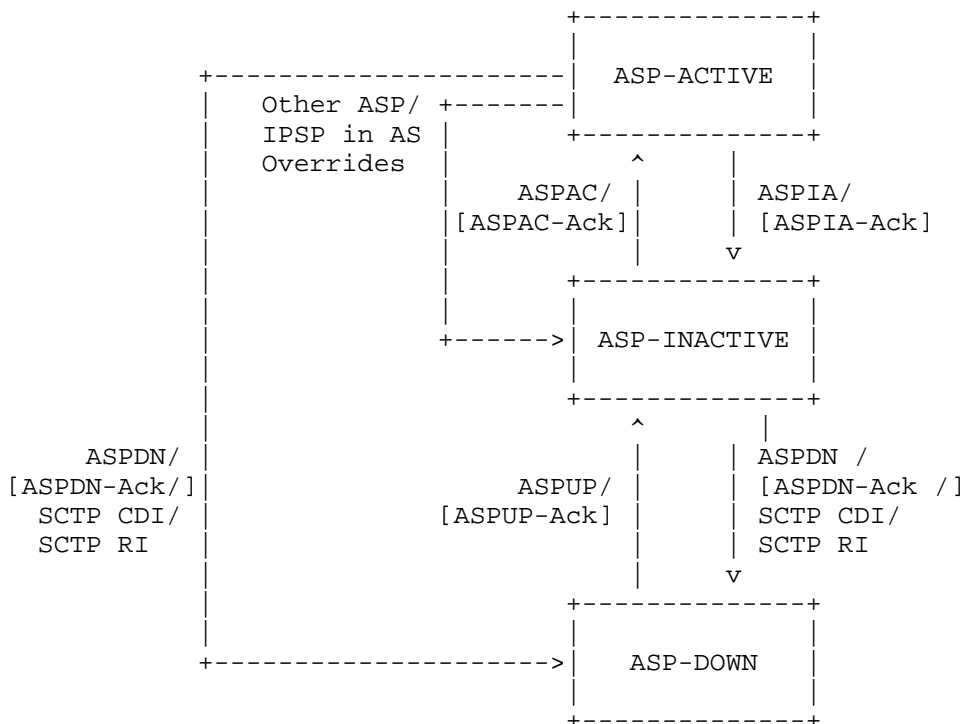 ASP-ACTIVE
Other ASP/
IPSP in AS
Overrides
ASPAC/ ASPIA/
[ASPAC-Ack] [ASPIA-Ack]
ASP-INACTIVE
ASPDN/ ASPDN /
[ASPDN-Ack/] ASPUP/ [ASPDN-Ack /]
SCTP CDI/ [ASPUP-Ack] SCTP CDI/
SCTP RI SCTP RI
ASP-DOWN